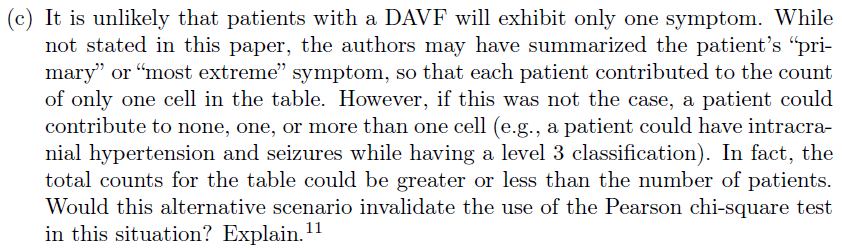 (c) It is unlikely that patients with a DAVF will exhibit only one symptom. While
not stated in this paper, the authors may have summarized the patient's “pri-
mary” or “most extreme” symptom, so that each patient contributed to the count
of only one cell in the table. However, if this was not the case, a patient could
contribute to none, one, or more than one cell (e.g., a patient could have intracra-
nial hypertension and seizures while having a level 3 classification). In fact, the
total counts for the table could be greater or less than the number of patients.
Would this alternative scenario invalidate the use of the Pearson chi-square test
in this situation? Explain.11